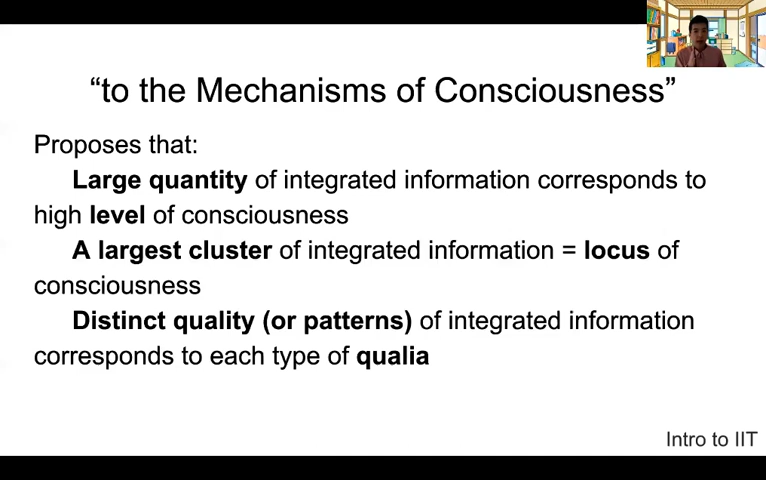 “to the Mechanisms of Consciousness”
Proposes that:
Large quantity of integrated information corresponds to
high level of consciousness
A largest cluster of integrated information = locus of
consciousness
Distinct quality (or patterns) of integrated information
corresponds to each type of qualia
Intro to IIT